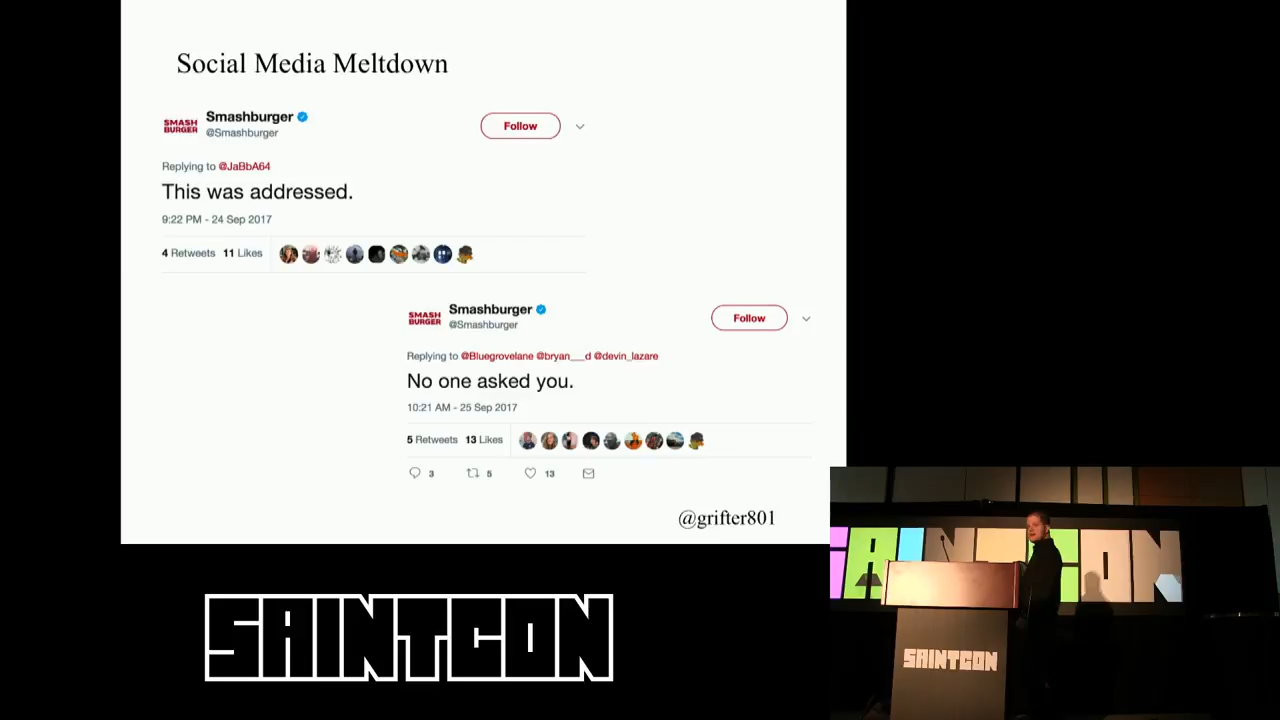 Social Media Meltdown
SMASH
BURGER
Smashburger
@Smashburger
Follow
Replying to @JaBbA64
This was addressed.
9:22 PM - 24 Sep 2017
4 Retweets 11 Likes
SMASH
BURGER
Smashburger
@Smashburger
Follow
Replying to @Bluegrovelane @bryan___d @devin_lazare
No one asked you.
10:21 AM - 25 Sep 2017
5 Retweets 13 Likes
3 5 13
@grifter801
SAINTCON
SAINTCON
SAINTCON